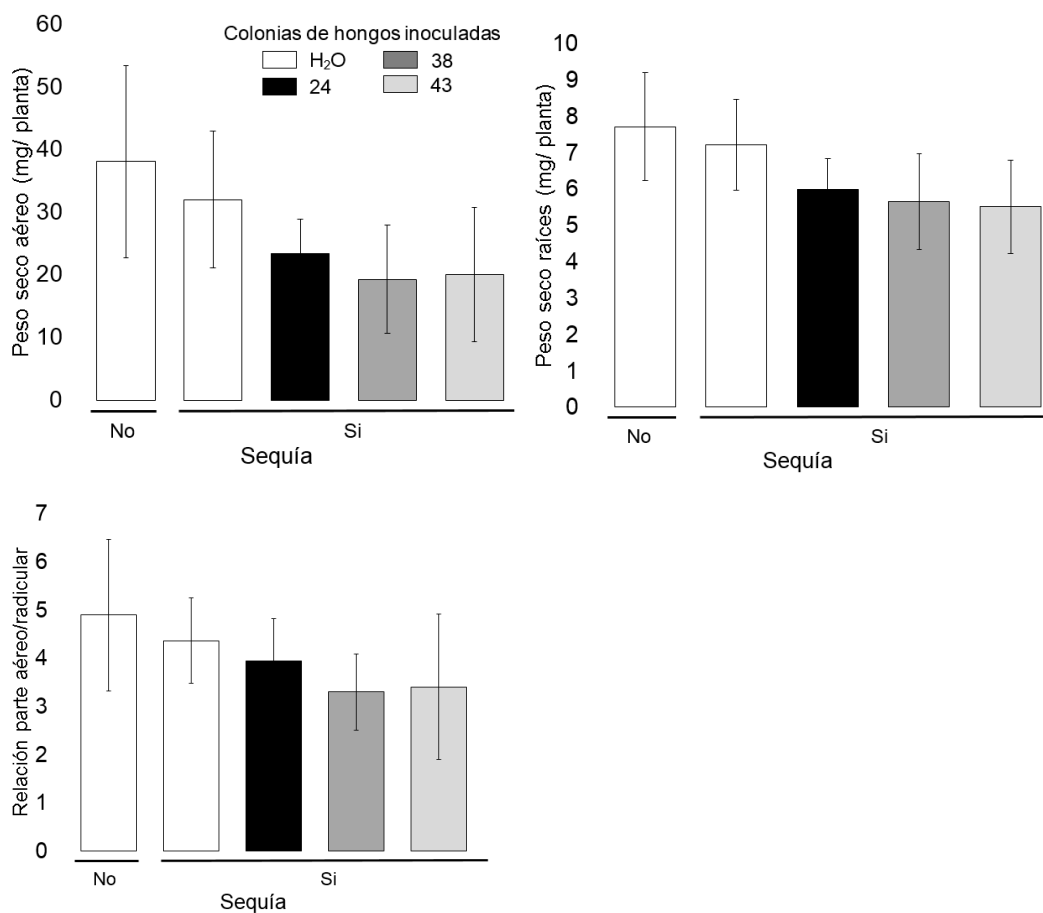 Colonias de hongos inoculadas
H₂O
38
24
43
Peso seco aéreo (mg/ planta)
60
50
40
30
20
10
0
No
Si
Sequía
Peso seco raíces (mg/ planta)
10
9
8
7
6
5
4
3
2
1
0
No
Si
Sequía
Relación parte aéreo/radicular
7
6
5
4
3
2
1
0
No
Si
Sequía